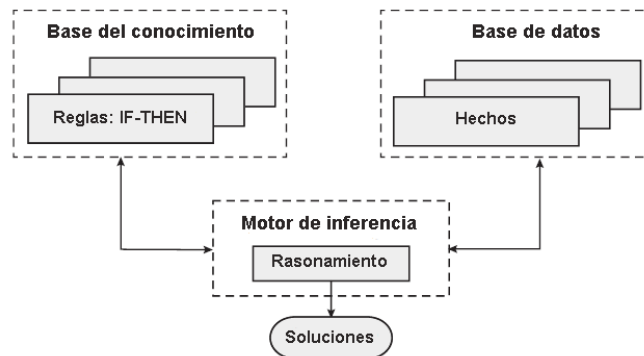 Base del conocimiento
Reglas: IF-THEN
Base de datos
Hechos
Motor de inferencia
Rasonamiento
Soluciones